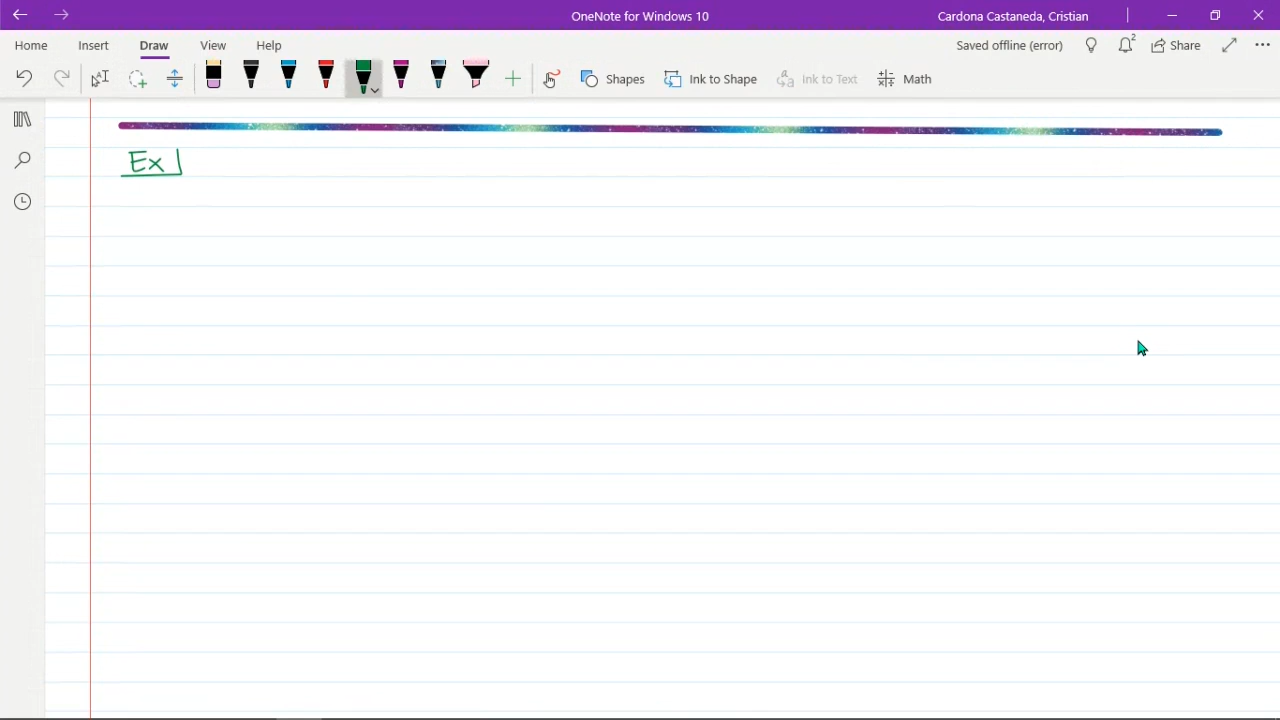 OneNote for Windows 10
Cardona Castaneda, Cristian
Home Insert Draw View Help
Saved offline (error) 2 Share
Shapes Ink to Shape Ink to Text Math
Ex